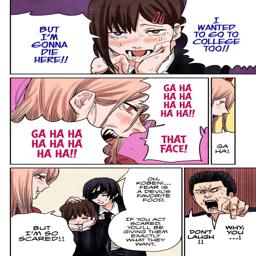 I
WANTED
TO GO TO
COLLEGE
TOO!!
BUT
I'M
GONNA
DIE
HERE!!
GA
HA!
GA HA
HA HA
HA HA
HA HA!!
THAT
FACE!
GA HA HA
HA HA HA
HA HA!!
WHY,
YOU
---!
DON'T
LAUGH
!!
OH,
KOBENI...
FEAR IS A
DEVIL'S
FAVORITE
FOOD.
IF YOU ACT
SCARED,
YOU'LL BE
GIVING THEM
EXACTLY
WHAT THEY
WANT.
BUT
I'M SO
SCARED!!